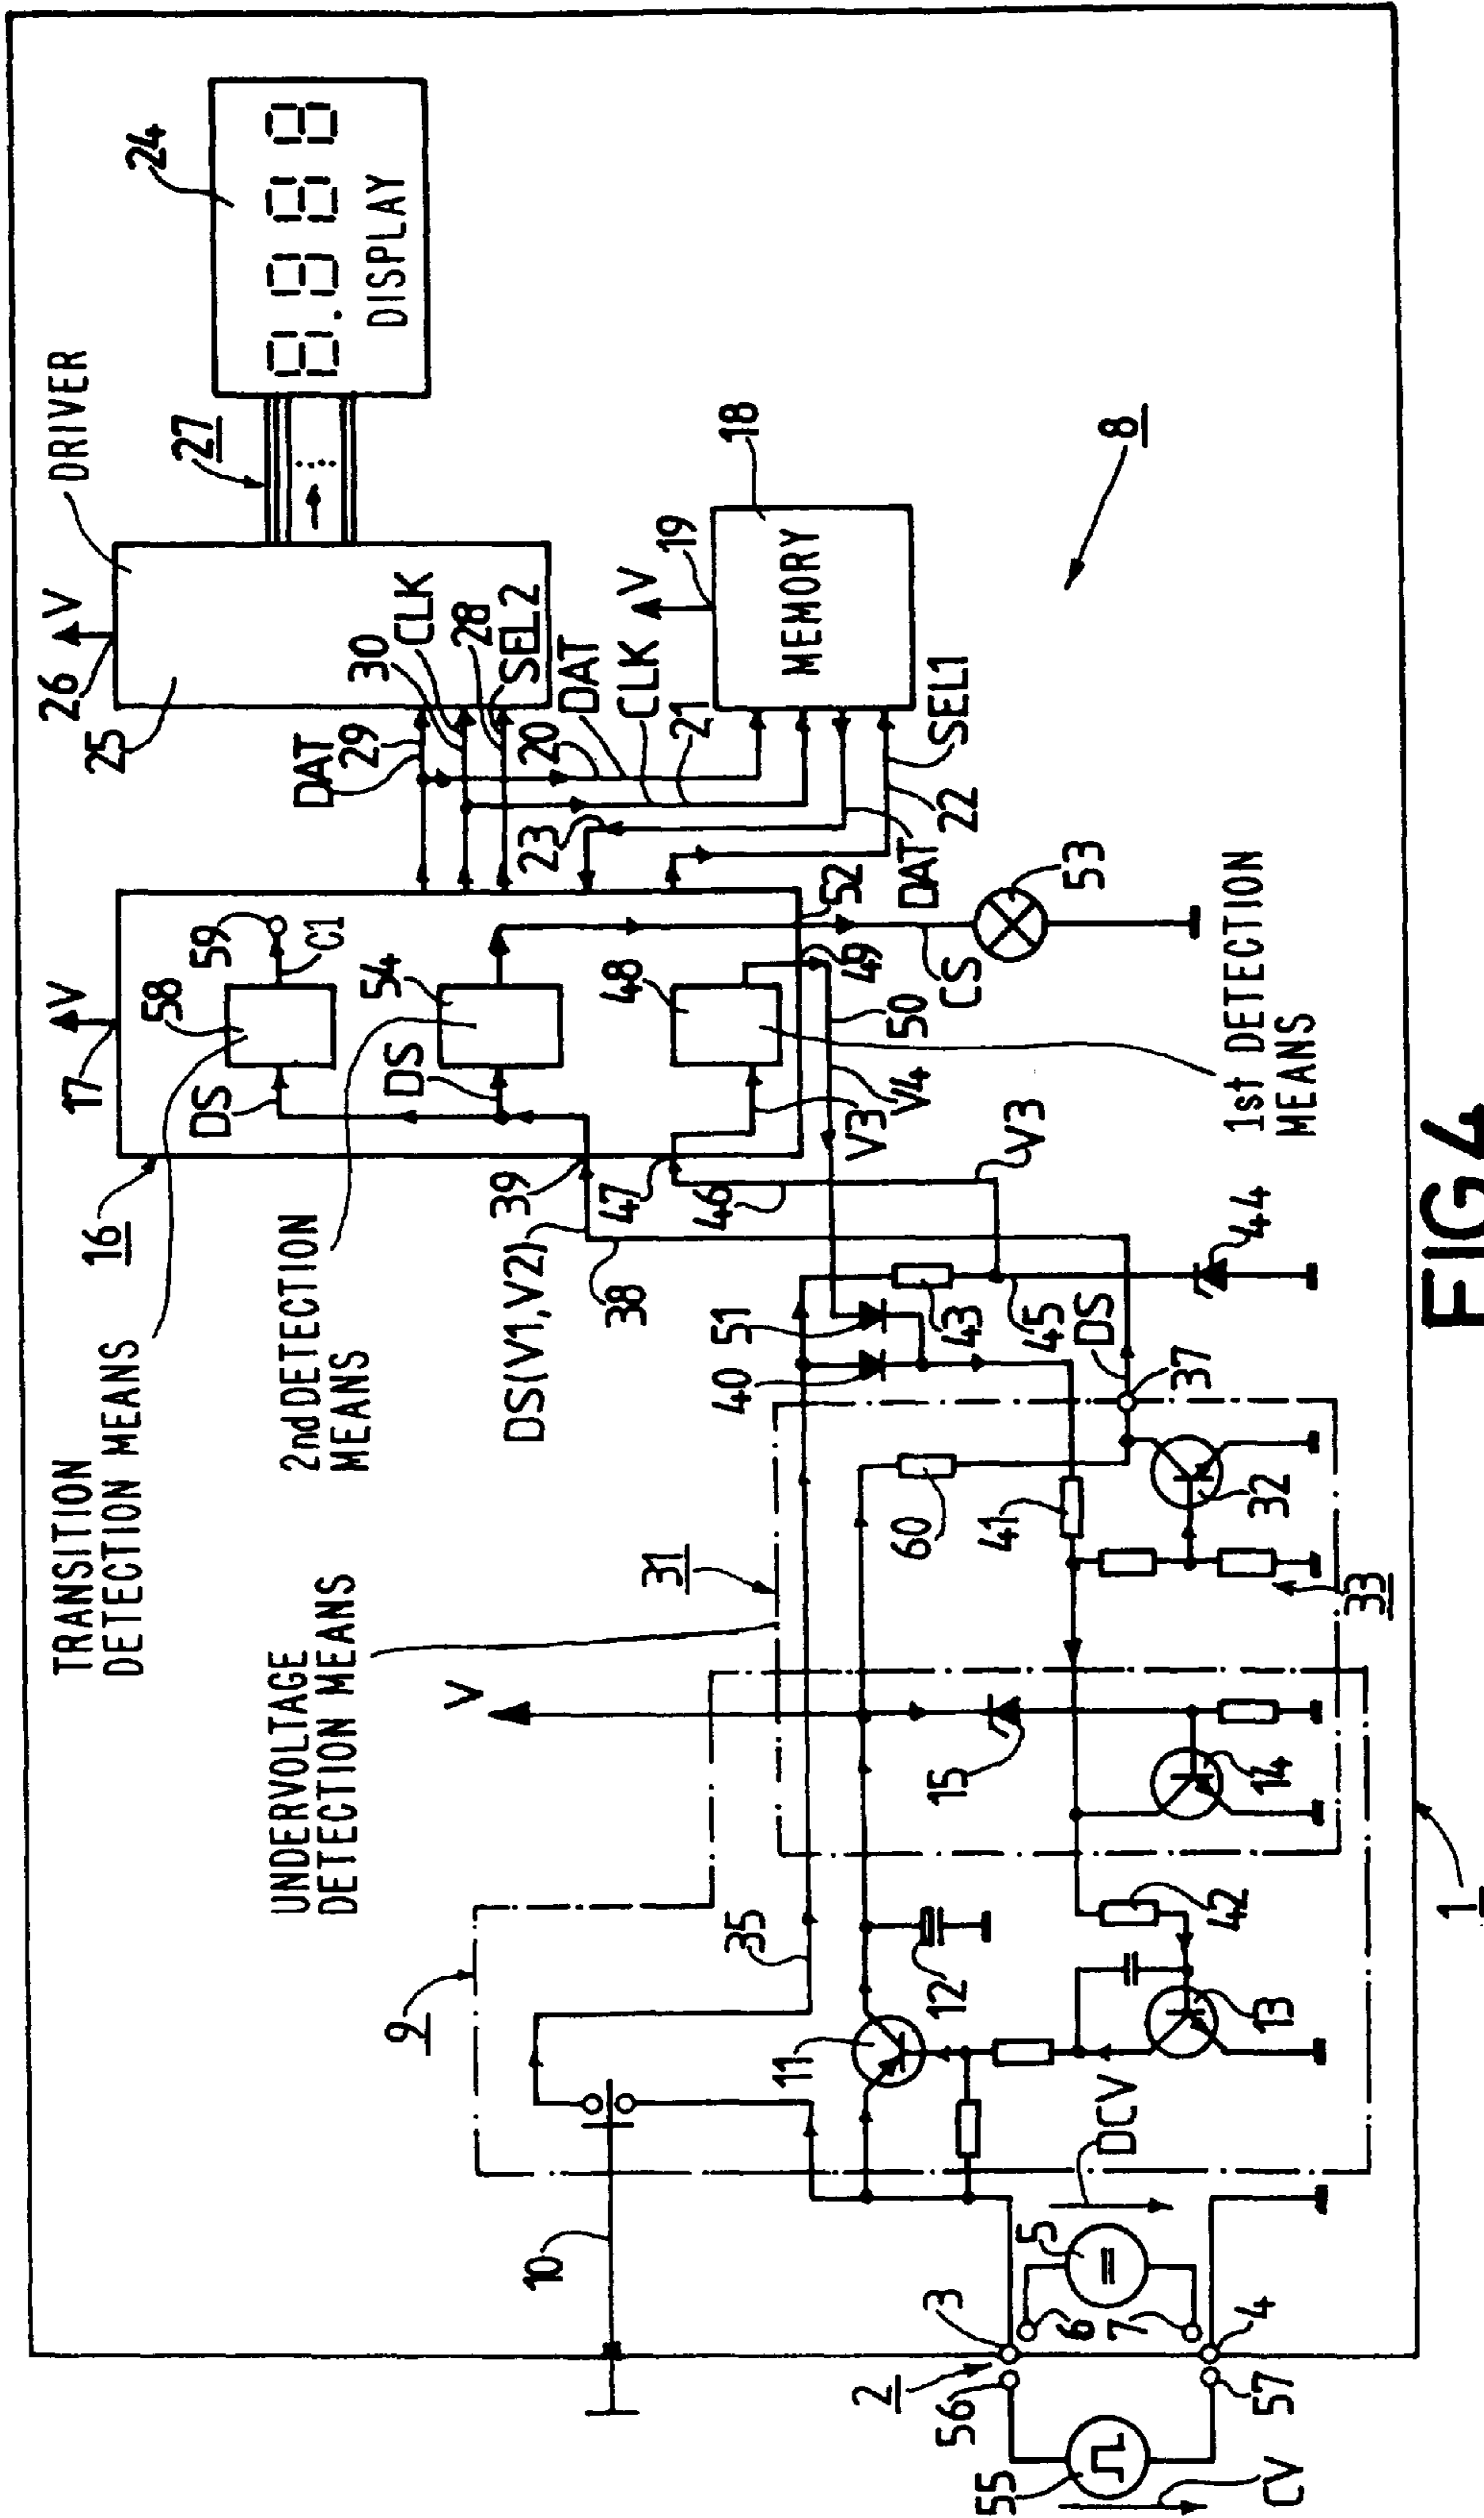 TRANSITION
DETECTION MEANS
16
17
V
58
59
C1
DS
54
DS
48
2nd DETECTION
MEANS
DS(V1,V2)
39
38
47
46
V3
V3
V4
50
49
52
CS
53
1st DETECTION
MEANS
25
26
V
DRIVER
27
24
DISPLAY
DAT
29
30
CLK
28
SEL2
20
DAT
CLK
21
23
DAT
22
SEL1
V
19
MEMORY
18
8
UNDERVOLTAGE
DETECTION MEANS
31
9
V
35
40
51
43
45
DS
44
37
60
41
32
33
15
14
42
12
13
11
10
DCV
5
6
7
3
4
2
56
57
55
CV
1
FIG.4